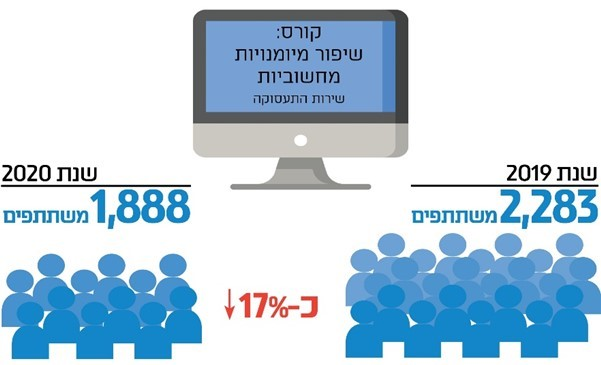 קורס:
שיפור מיומנויות
מחשוביות
שירות התעסוקה
שנת 2019
2,283 משתתפים
שנת 2020
1,888 משתתפים
כ-17%↓